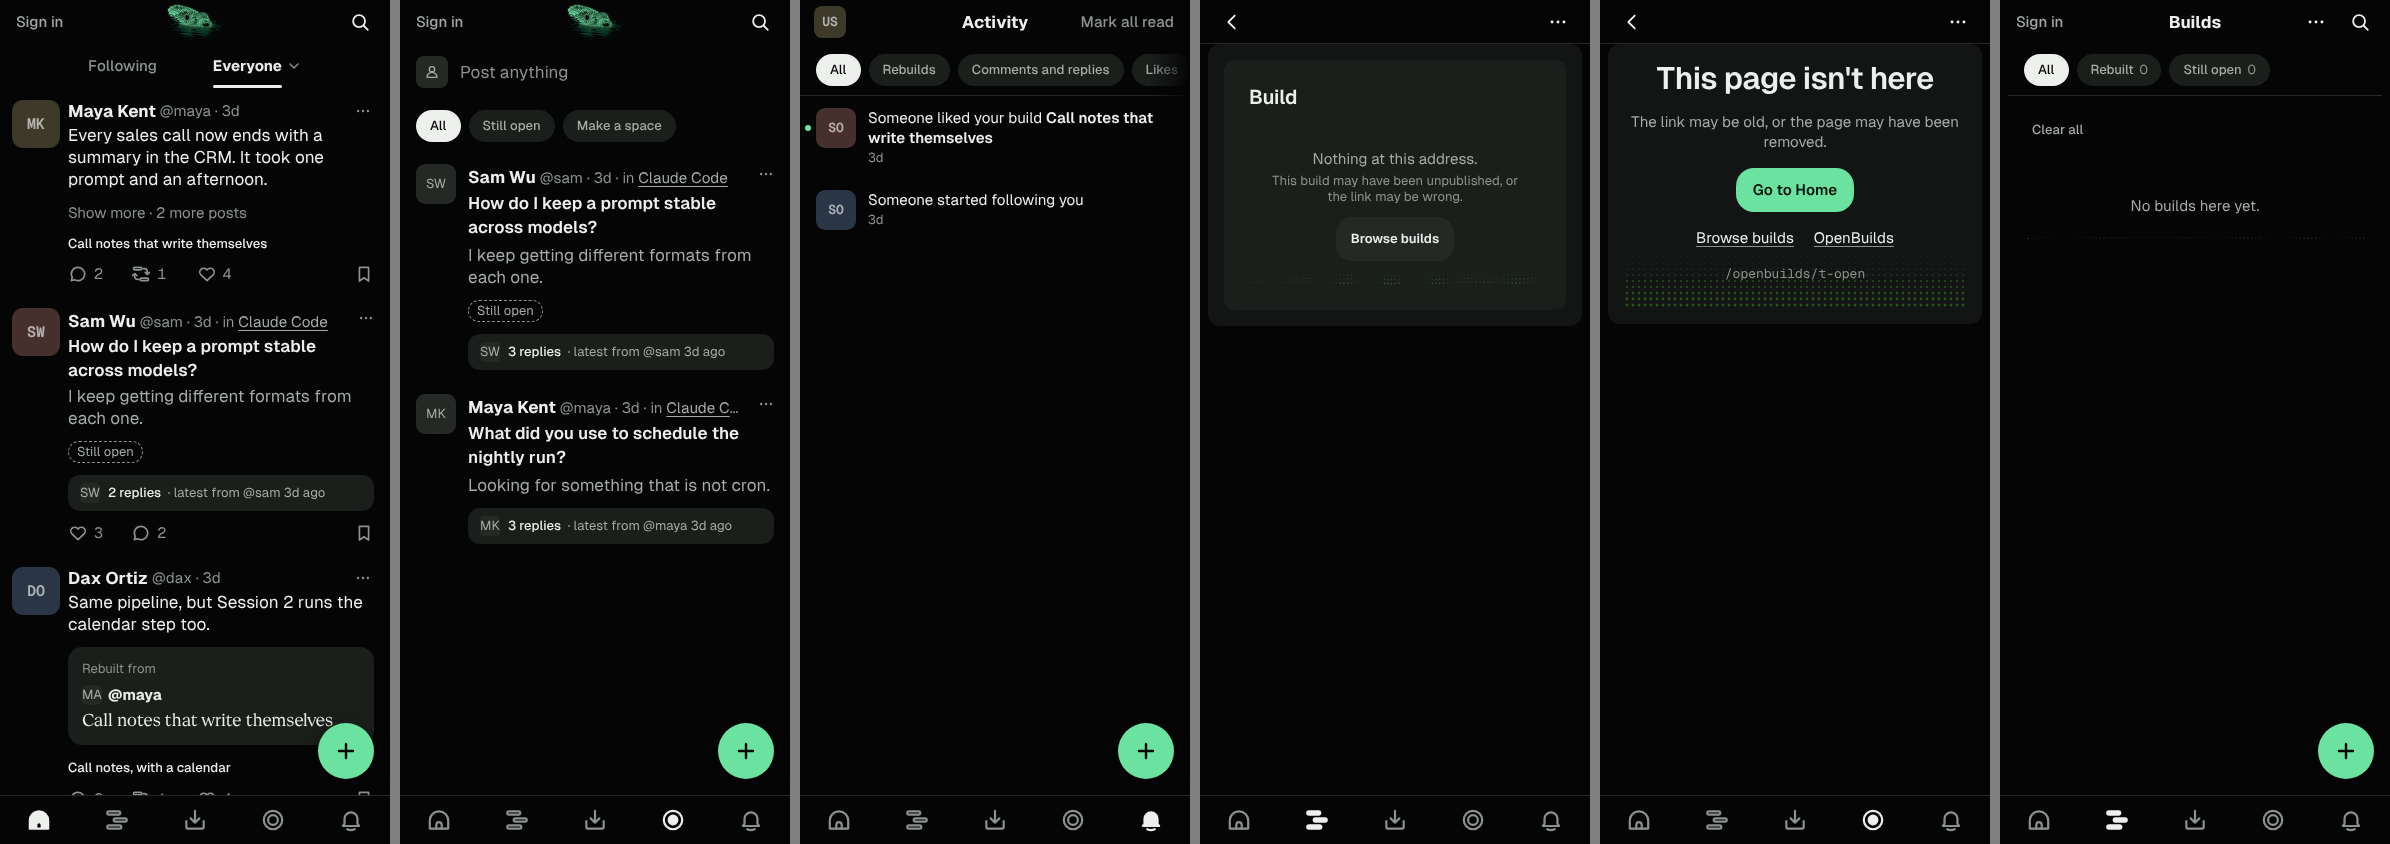 Sign in
Following
Everyone
MK
Maya Kent @maya · 3d
Every sales call now ends with a
summary in the CRM. It took one
prompt and an afternoon.
Show more · 2 more posts
Call notes that write themselves
2
1
4
SW
Sam Wu @sam · 3d · in Claude Code
How do I keep a prompt stable
across models?
I keep getting different formats from
each one.
Still open
SW 2 replies · latest from @sam 3d ago
3
2
DO
Dax Ortiz @dax · 3d
Same pipeline, but Session 2 runs the
calendar step too.
Rebuilt from
MA @maya
Call notes that write themselves
Call notes, with a calendar
Sign in
Post anything
All
Still open
Make a space
SW
Sam Wu @sam · 3d · in Claude Code
How do I keep a prompt stable
across models?
I keep getting different formats from
each one.
Still open
SW 3 replies · latest from @sam 3d ago
MK
Maya Kent @maya · 3d · in Claude C...
What did you use to schedule the
nightly run?
Looking for something that is not cron.
MK 3 replies · latest from @maya 3d ago
US
Activity
Mark all read
All
Rebuilds
Comments and replies
Likes
SO
Someone liked your build Call notes that
write themselves
3d
SO
Someone started following you
3d
Build
Nothing at this address.
This build may have been unpublished, or
the link may be wrong.
Browse builds
This page isn't here
The link may be old, or the page may have been
removed.
Go to Home
Browse builds
OpenBuilds
/openbuilds/t-open
Sign in
Builds
All
Rebuilt 0
Still open 0
Clear all
No builds here yet.